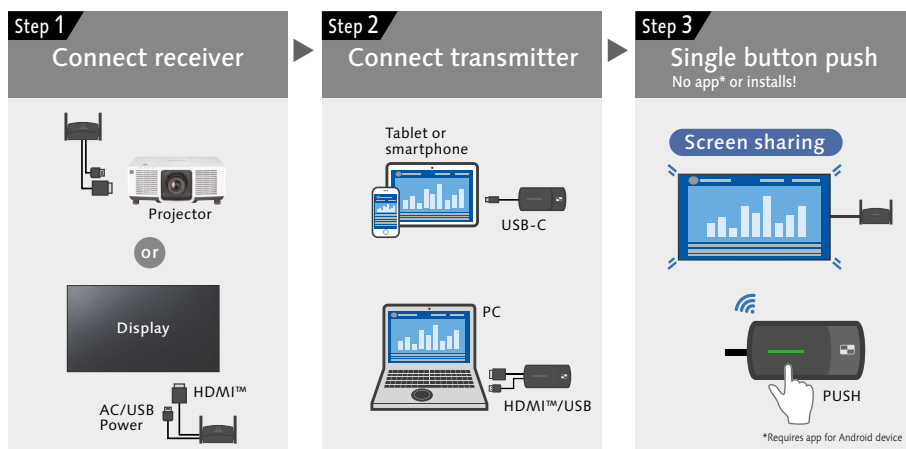 Step 1
Connect receiver
Projector
or
Display
HDMI™
AC/USB
Power
Step 2
Connect transmitter
Tablet or
smartphone
USB-C
PC
HDMI™/USB
Step 3
Single button push
No app* or installs!
Screen sharing
PUSH
*Requires app for Android device